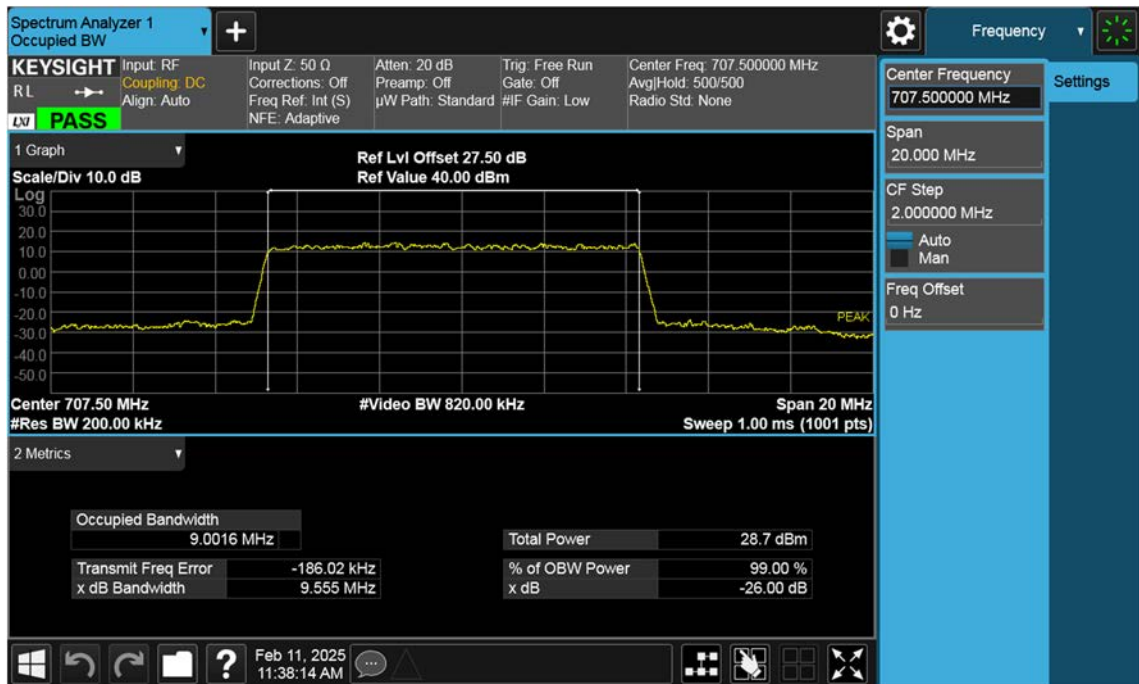 Spectrum Analyzer 1
Occupied BW
+
Frequency
KEYSIGHT
RL
LXI
PASS
Input: RF
Coupling: DC
Align: Auto
Input Z: 50 Ω
Corrections: Off
Freq Ref: Int (S)
NFE: Adaptive
Atten: 20 dB
Preamp: Off
µW Path: Standard
Trig: Free Run
Gate: Off
#IF Gain: Low
Center Freq: 707.500000 MHz
Avg|Hold: 500/500
Radio Std: None
Center Frequency
707.500000 MHz
Settings
Span
20.000 MHz
CF Step
2.000000 MHz
Auto
Man
Freq Offset
0 Hz
1 Graph
Scale/Div 10.0 dB
Ref Lvl Offset 27.50 dB
Ref Value 40.00 dBm
Log
30.0
20.0
10.0
0.00
-10.0
-20.0
-30.0
-40.0
-50.0
PEAK
Center 707.50 MHz
#Video BW 820.00 kHz
Span 20 MHz
#Res BW 200.00 kHz
Sweep 1.00 ms (1001 pts)
2 Metrics
Occupied Bandwidth
9.0016 MHz
Total Power 28.7 dBm
Transmit Freq Error -186.02 kHz
% of OBW Power 99.00 %
x dB Bandwidth 9.555 MHz
x dB -26.00 dB
?
Feb 11, 2025
11:38:14 AM